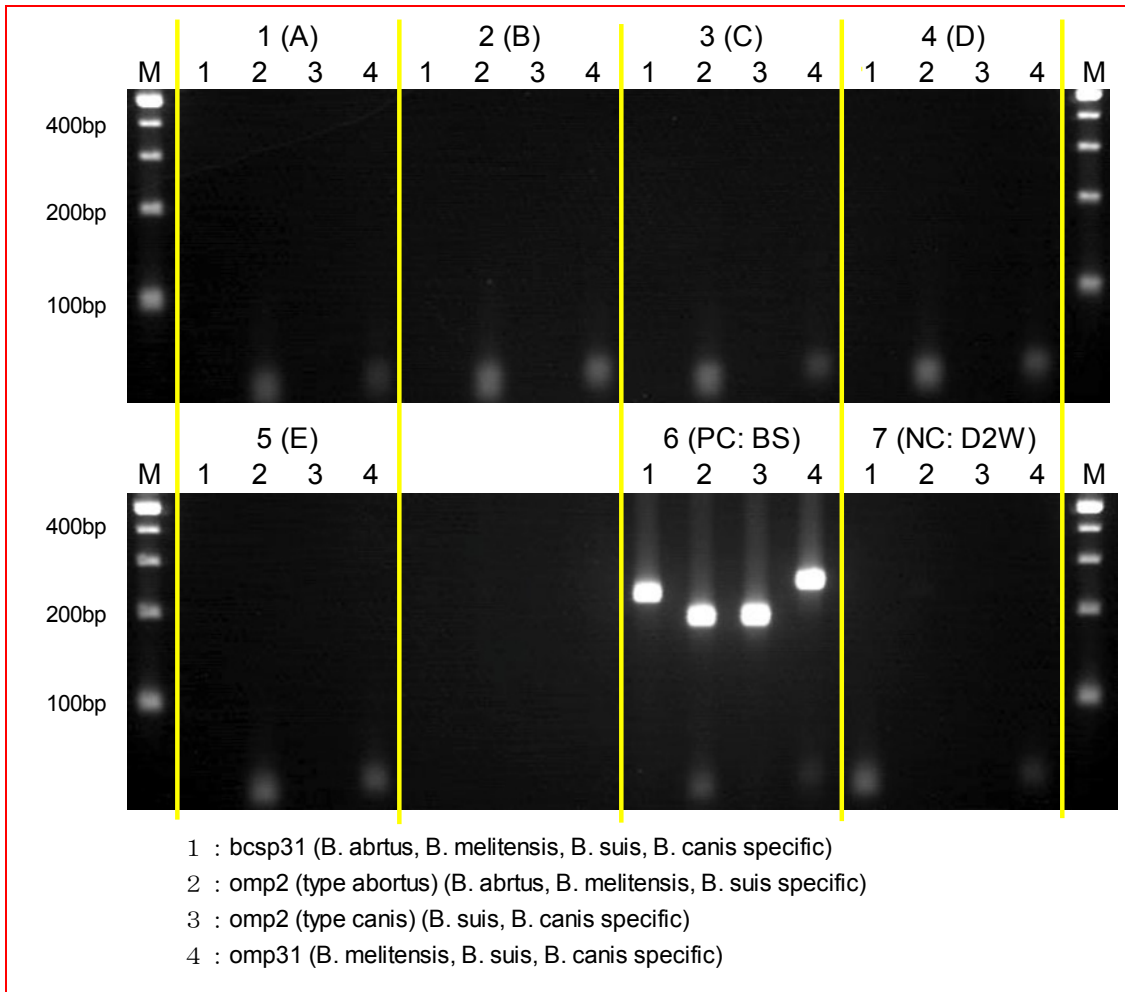 1 (A) 2 (B) 3 (C) 4 (D)
M 1 2 3 4 1 2 3 4 1 2 3 4 1 2 3 4 M
400bp
200bp
100bp
5 (E) 6 (PC: BS) 7 (NC: D2W)
M 1 2 3 4 1 2 3 4 1 2 3 4 M
400bp
200bp
100bp
1 : bcsp31 (B. abrtus, B. melitensis, B. suis, B. canis specific)
2 : omp2 (type abortus) (B. abrtus, B. melitensis, B. suis specific)
3 : omp2 (type canis) (B. suis, B. canis specific)
4 : omp31 (B. melitensis, B. suis, B. canis specific)